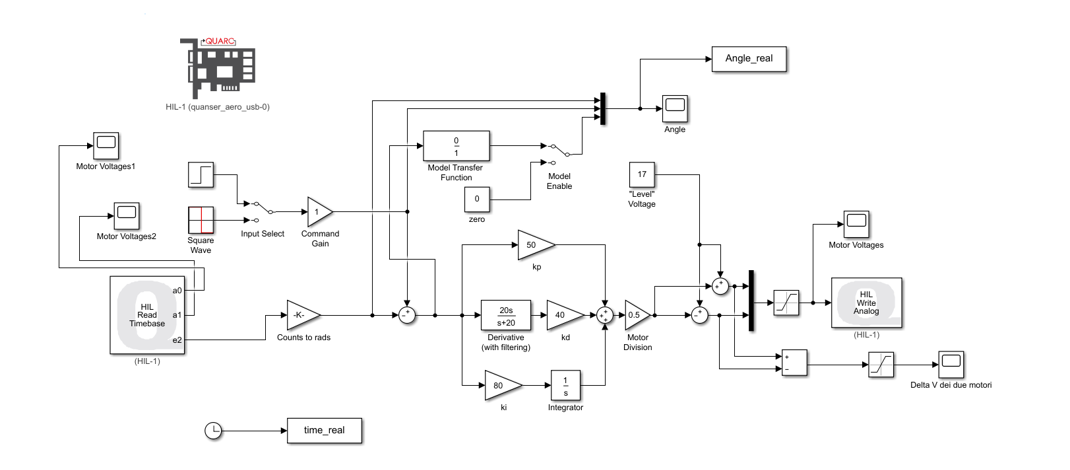 QUARC
HIL-1 (quanser_aero_usb-0)
Angle_real
Angle
Motor Voltages1
0
1
Model Transfer
Function
Model
Enable
0
zero
17
"Level"
Voltage
Motor Voltages2
Square
Wave
Input Select
1
Command
Gain
Motor Voltages
50
kp
HIL
Read
Timebase
a0
a1
e2
(HIL-1)
-K-
Counts to rads
20s
s+20
Derivative
(with filtering)
40
kd
0.5
Motor
Division
HIL
Write
Analog
(HIL-1)
80
ki
1
s
Integrator
Delta V dei due motori
time_real